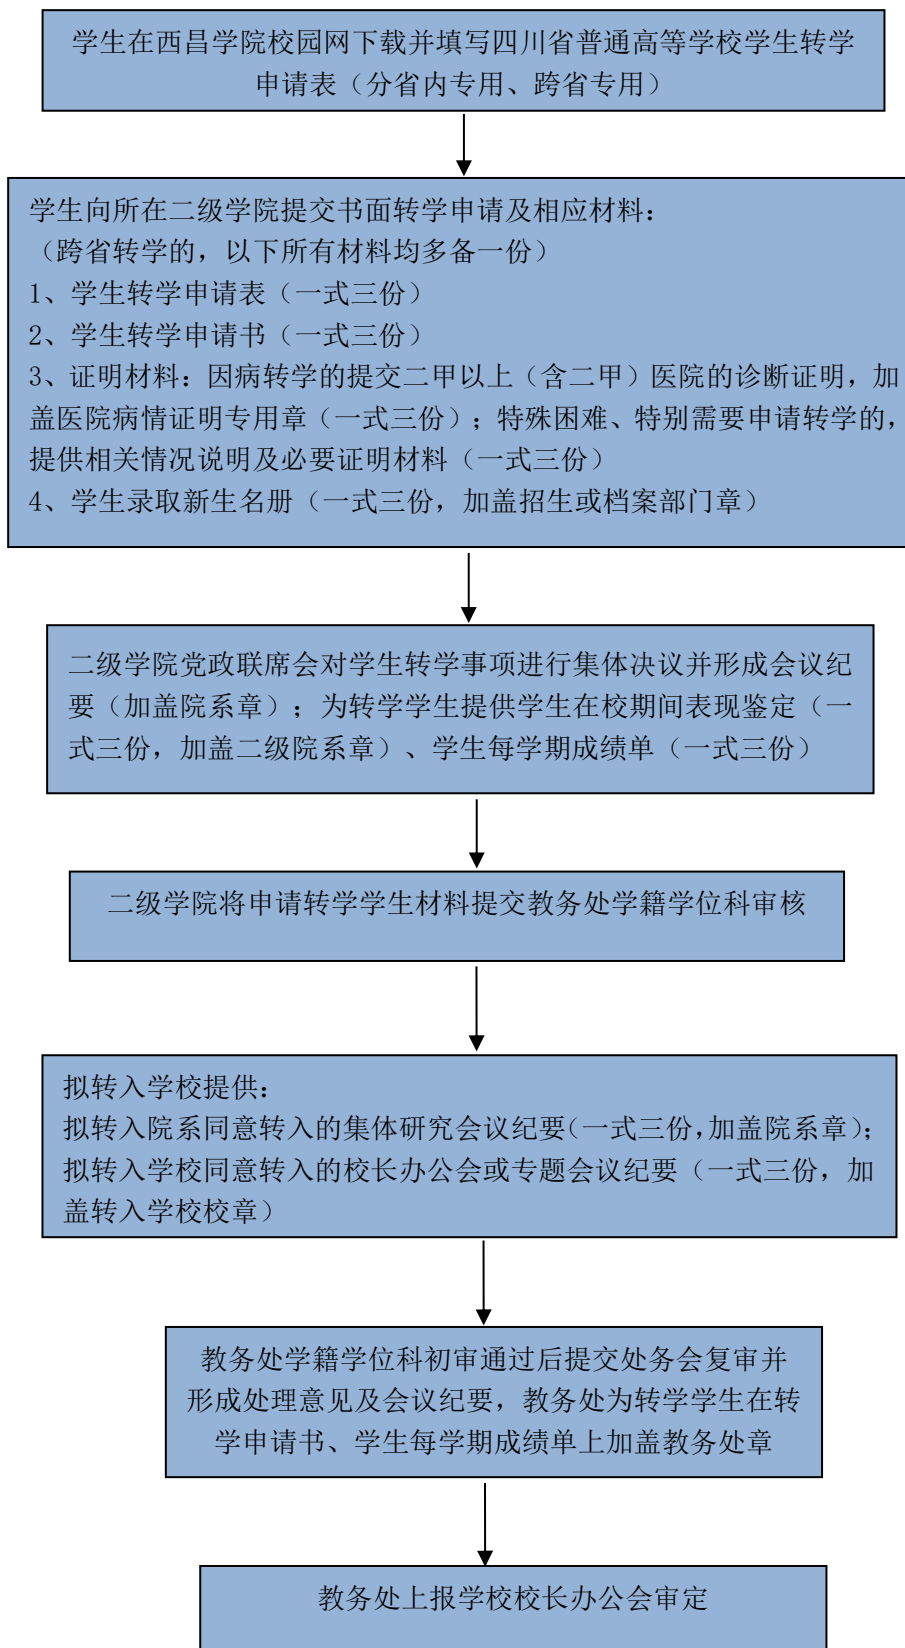 学生在西昌学院校园网下载并填写四川省普通高等学校学生转学
申请表（分省内专用、跨省专用）
学生向所在二级学院提交书面转学申请及相应材料：
（跨省转学的，以下所有材料均多备一份）
1、学生转学申请表（一式三份）
2、学生转学申请书（一式三份）
3、证明材料：因病转学的提交二甲以上（含二甲）医院的诊断证明，加
盖医院病情证明专用章（一式三份）；特殊困难、特别需要申请转学的，
提供相关情况说明及必要证明材料（一式三份）
4、学生录取新生名册（一式三份，加盖招生或档案部门章）
二级学院党政联席会对学生转学事项进行集体决议并形成会议纪
要（加盖院系章）；为转学学生提供学生在校期间表现鉴定（一
式三份，加盖二级院系章）、学生每学期成绩单（一式三份）
二级学院将申请转学学生材料提交教务处学籍学位科审核
拟转入学校提供：
拟转入院系同意转入的集体研究会议纪要（一式三份，加盖院系章）；
拟转入学校同意转入的校长办公会或专题会议纪要（一式三份，加
盖转入学校校章）
教务处学籍学位科初审通过后提交处务会复审并
形成处理意见及会议纪要，教务处为转学学生在转
学申请书、学生每学期成绩单上加盖教务处章
教务处上报学校校长办公会审定